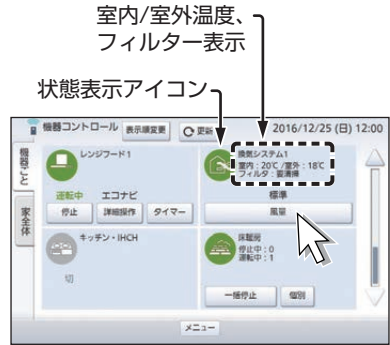 室内/室外温度、
フィルター表示
状態表示アイコン
機器コントロール 表示順変更 更新 2016/12/25 (日) 12:00
機器ごと
家全体
レンジフード1
運転中 エコナビ
停止 詳細操作 タイマー
換気システム1
室内：20℃ /室外：18℃
フィルタ：要清掃
標準
風量
キッチン・IHCH
切
床暖房
停止中：0
運転中：1
一括停止 個別
メニュー